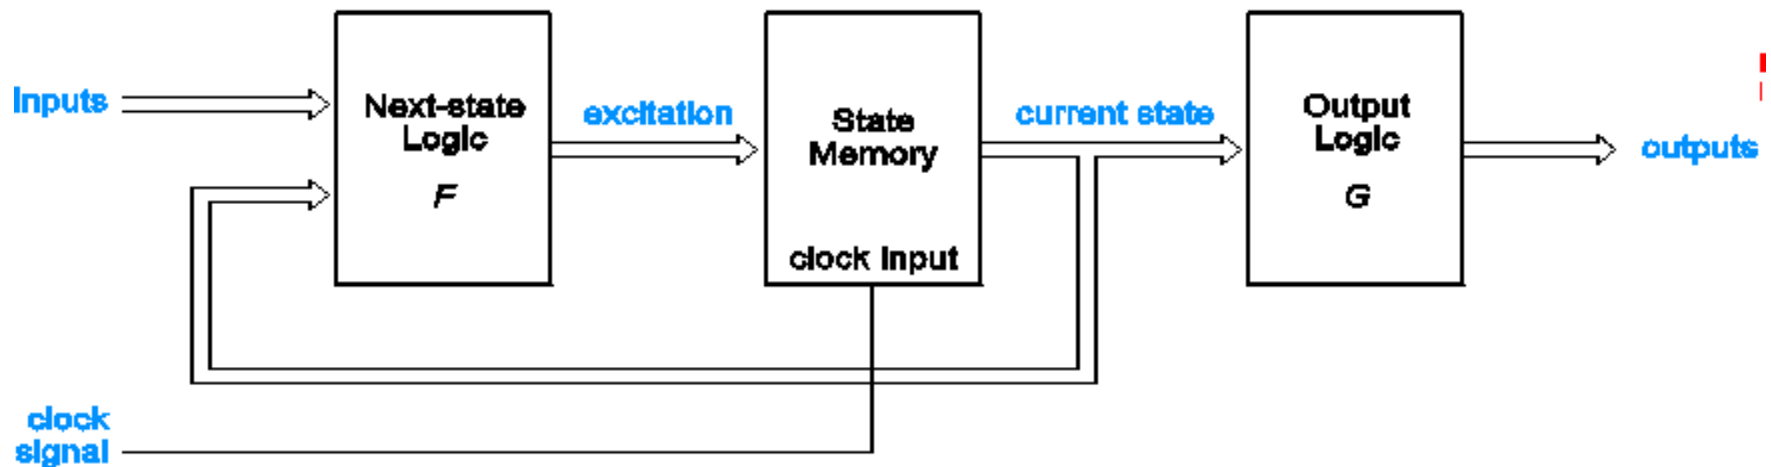 inputs
Next-state
Logic
F
excitation
State
Memory
clock input
current state
Output
Logic
G
outputs
clock
signal